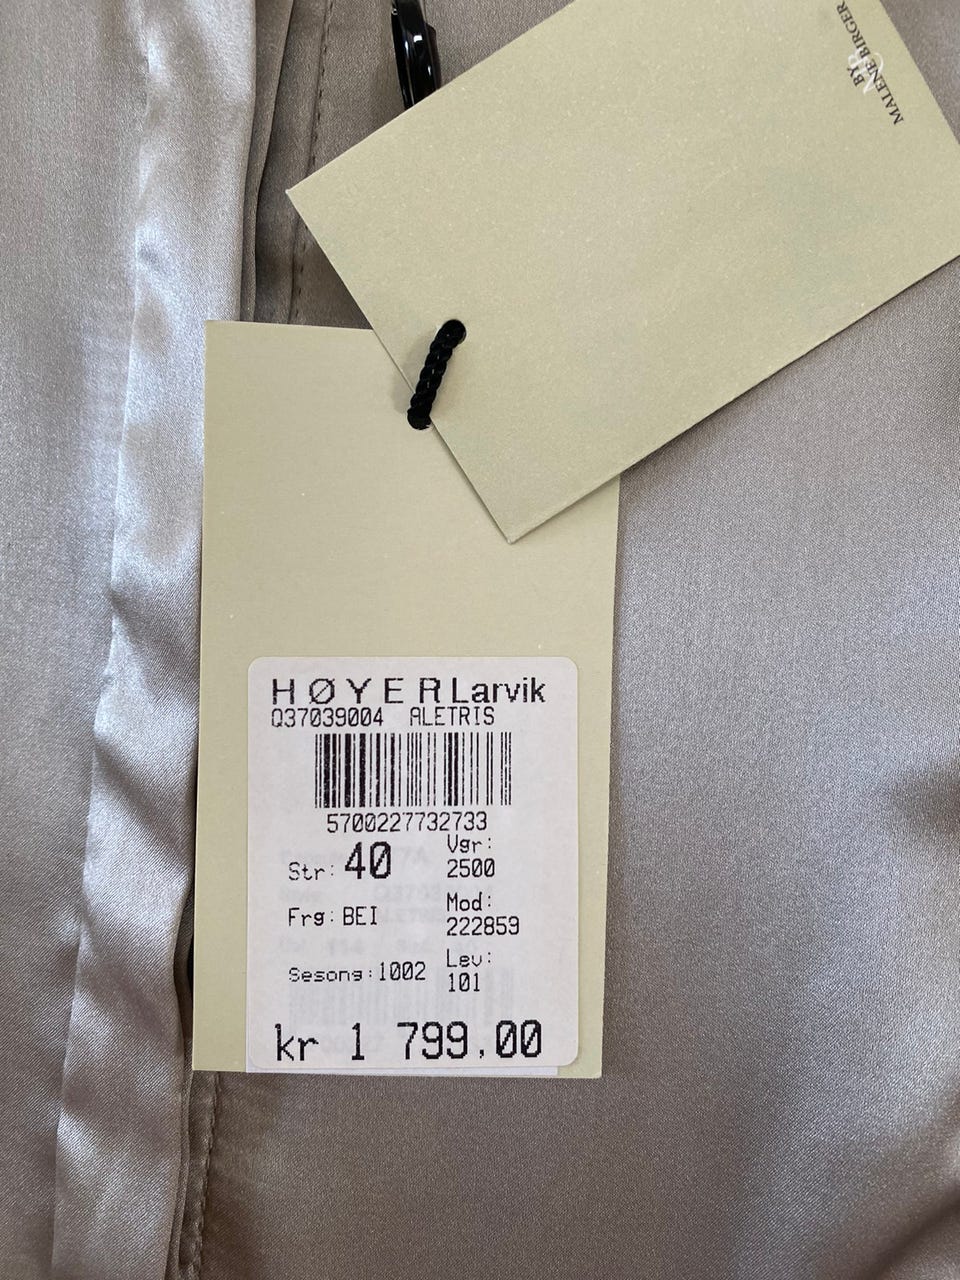 BY
MALENE BIRGER
HØYER Larvik
Q37039004 ALETRIS
5700227732733
Str: 40
Vgr:
2500
Frg: BEI
Mod:
222859
Sesong: 1002
Lev:
101
kr 1 799,00